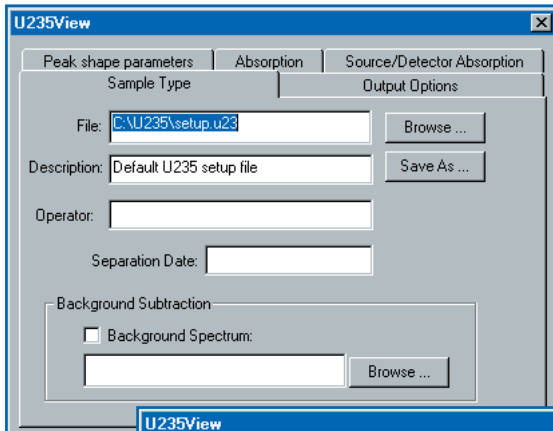 U235View
Peak shape parameters Absorption Source/Detector Absorption
Sample Type Output Options
File: C:\U235\setup.u23 Browse ...
Description: Default U235 setup file Save As ...
Operator:
Separation Date:
Background Subtraction
Background Spectrum:
Browse ...
U235View